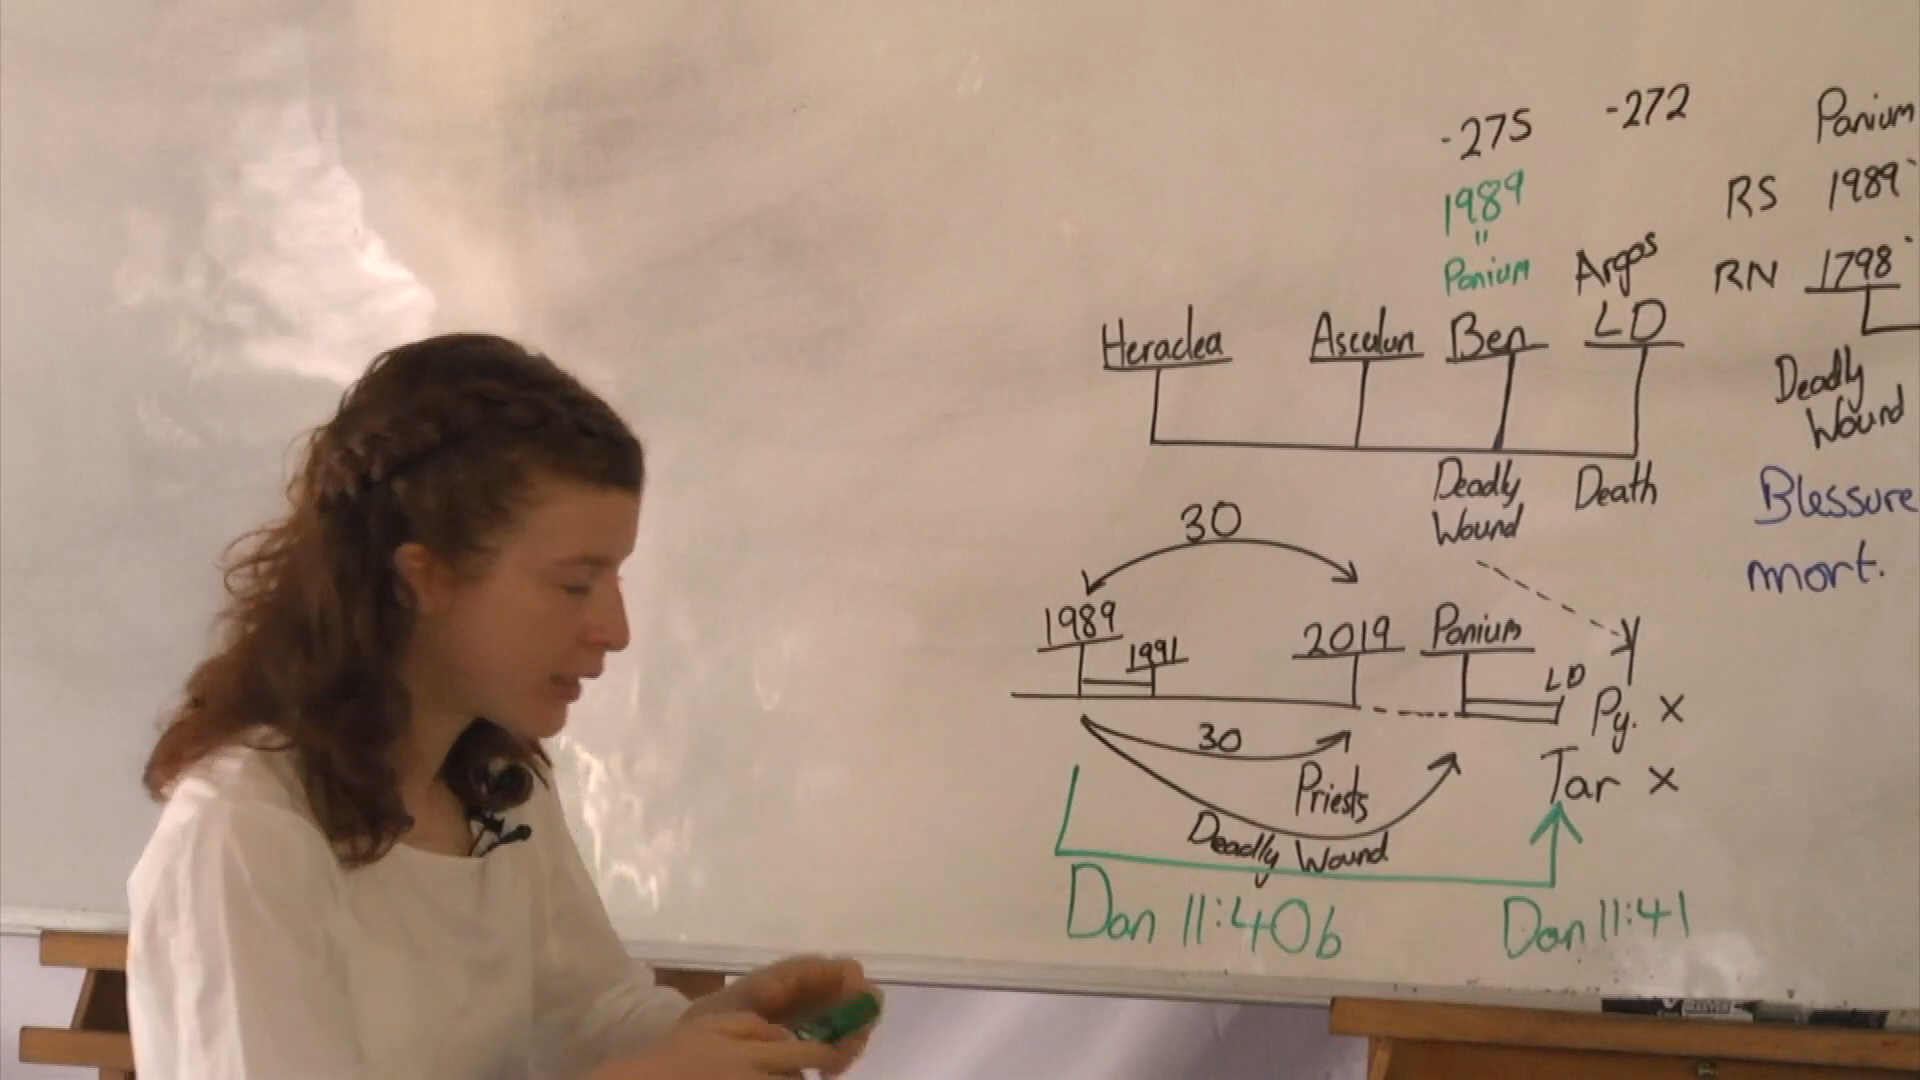 -275
-272
Panium
1989
"
Panium
RS 1989
Argos
RN 1798
Heraclea
Ascalun
Ben
LD
Deadly
Wound
Death
Deadly
Wound
Blessure
mort.
30
1989
1991
2019
Panium
LD
Py. x
30
Priests
Tar x
Deadly Wound
Dan 11:40b
Dan 11:41